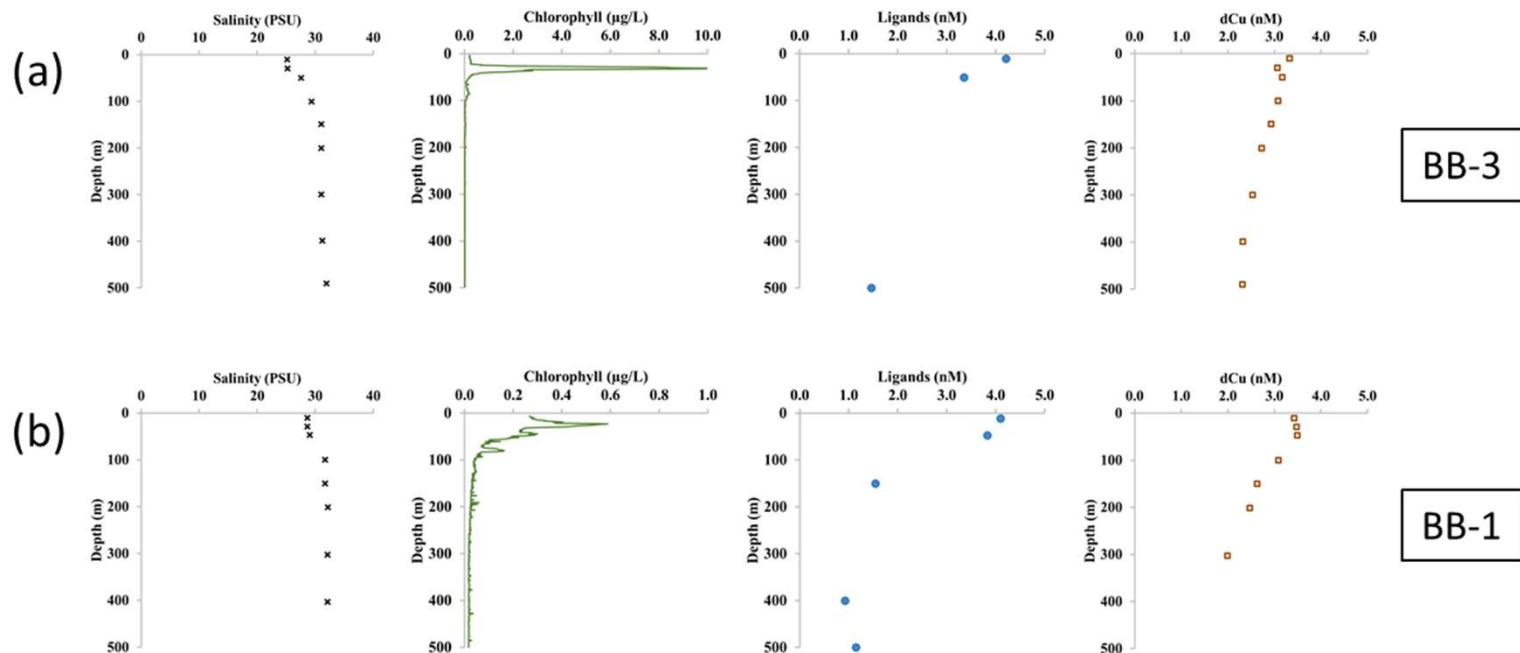 Salinity (PSU)
0 10 20 30 40
0
100
200
300
400
500
Depth (m)
Chlorophyll (µg/L)
0.0 2.0 4.0 6.0 8.0 10.0
0
100
200
300
400
500
Depth (m)
Ligands (nM)
0.0 1.0 2.0 3.0 4.0 5.0
0
100
200
300
400
500
Depth (m)
dCu (nM)
0.0 1.0 2.0 3.0 4.0 5.0
0
100
200
300
400
500
Depth (m)
(a)
BB-3
Salinity (PSU)
0 10 20 30 40
0
100
200
300
400
500
Depth (m)
Chlorophyll (µg/L)
0.0 0.2 0.4 0.6 0.8 1.0
0
100
200
300
400
500
Depth (m)
Ligands (nM)
0.0 1.0 2.0 3.0 4.0 5.0
0
100
200
300
400
500
Depth (m)
dCu (nM)
0.0 1.0 2.0 3.0 4.0 5.0
0
100
200
300
400
500
Depth (m)
(b)
BB-1